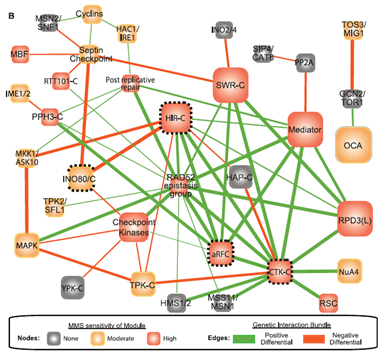 B
MSN2/
SNF1
Cyclins
HAC1/
IRE1
INO2/4
TOS3/
MIG1
MBF
Septin
Checkpoint
SIP4/
CAT8
PP2A
RTT101-C
Post replicative
repair
SWR-C
GCN2/
TOR1
IME1/2
PPH3-C
HIR-C
Mediator
OCA
MKK1/
ASK10
INO80/C
RAD52
epistasis
group
HAP-C
TPK2/
SFL1
Checkpoint
Kinases
RPD3(L)
MAPK
aRFC
CTK-C
NuA4
YPK-C
TPK-C
HMS1/2
MSS11/
MSN1
RSC
MMS sensitivity of Module
Genetic Interaction Bundle
Nodes:
None
Moderate
High
Edges:
Positive
Differential
Negative
Differential